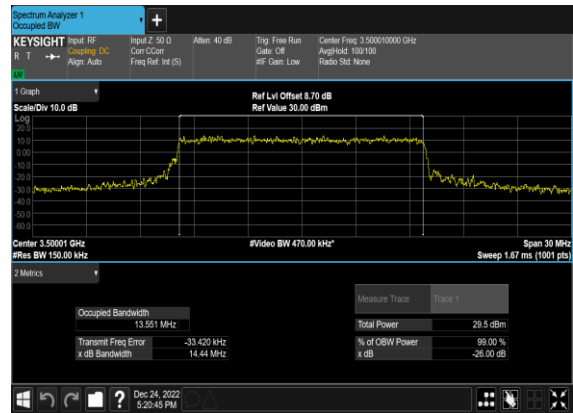 Spectrum Analyzer 1
Occupied BW
+
KEYSIGHT Input: RF Input Z: 50 Ω Atten: 40 dB Trig: Free Run Center Freq: 3.500010000 GHz
R T Coupling: DC Corr CCorr Gate: Off Avg|Hold: 100/100
Align: Auto Freq Ref: Int (S) #IF Gain: Low Radio Std: None
LW
1 Graph
Ref Lvl Offset 8.70 dB
Scale/Div 10.0 dB Ref Value 30.00 dBm
Log
20.0
10.0
0.00
-10.0
-20.0
-30.0
-40.0
-50.0
-60.0
Center 3.50001 GHz #Video BW 470.00 kHz* Span 30 MHz
#Res BW 150.00 kHz Sweep 1.67 ms (1001 pts)
2 Metrics
Measure Trace Trace 1
Occupied Bandwidth
13.551 MHz Total Power 29.5 dBm
Transmit Freq Error -33.420 kHz % of OBW Power 99.00 %
x dB Bandwidth 14.44 MHz x dB -26.00 dB
? Dec 24, 2022
5:20:45 PM